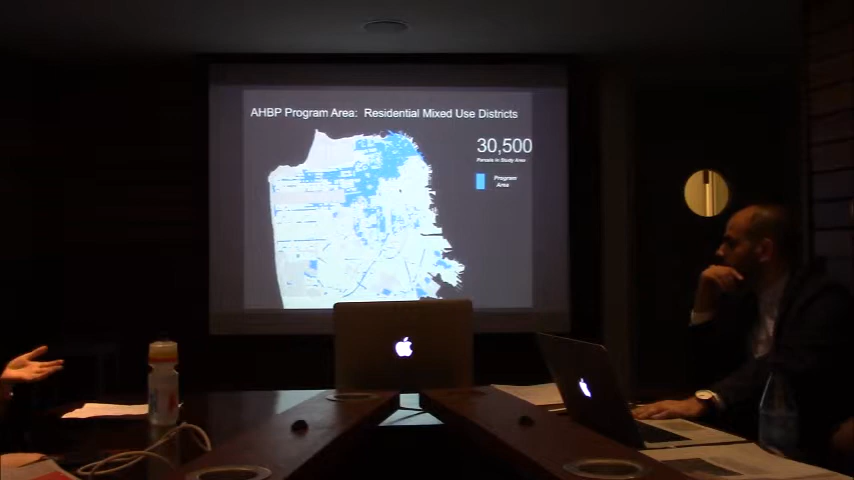 AHBP Program Area: Residential Mixed Use Districts
30,500
Parcels in Study Area
Program
Area